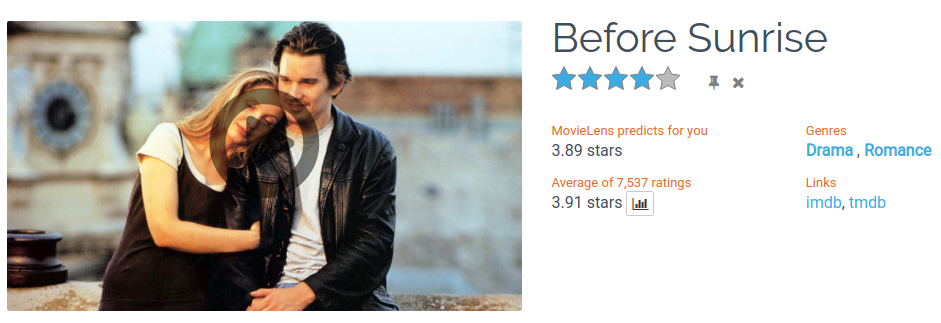 Before Sunrise
MovieLens predicts for you
3.89 stars
Average of 7,537 ratings
3.91 stars
Genres
Drama , Romance
Links
imdb, tmdb